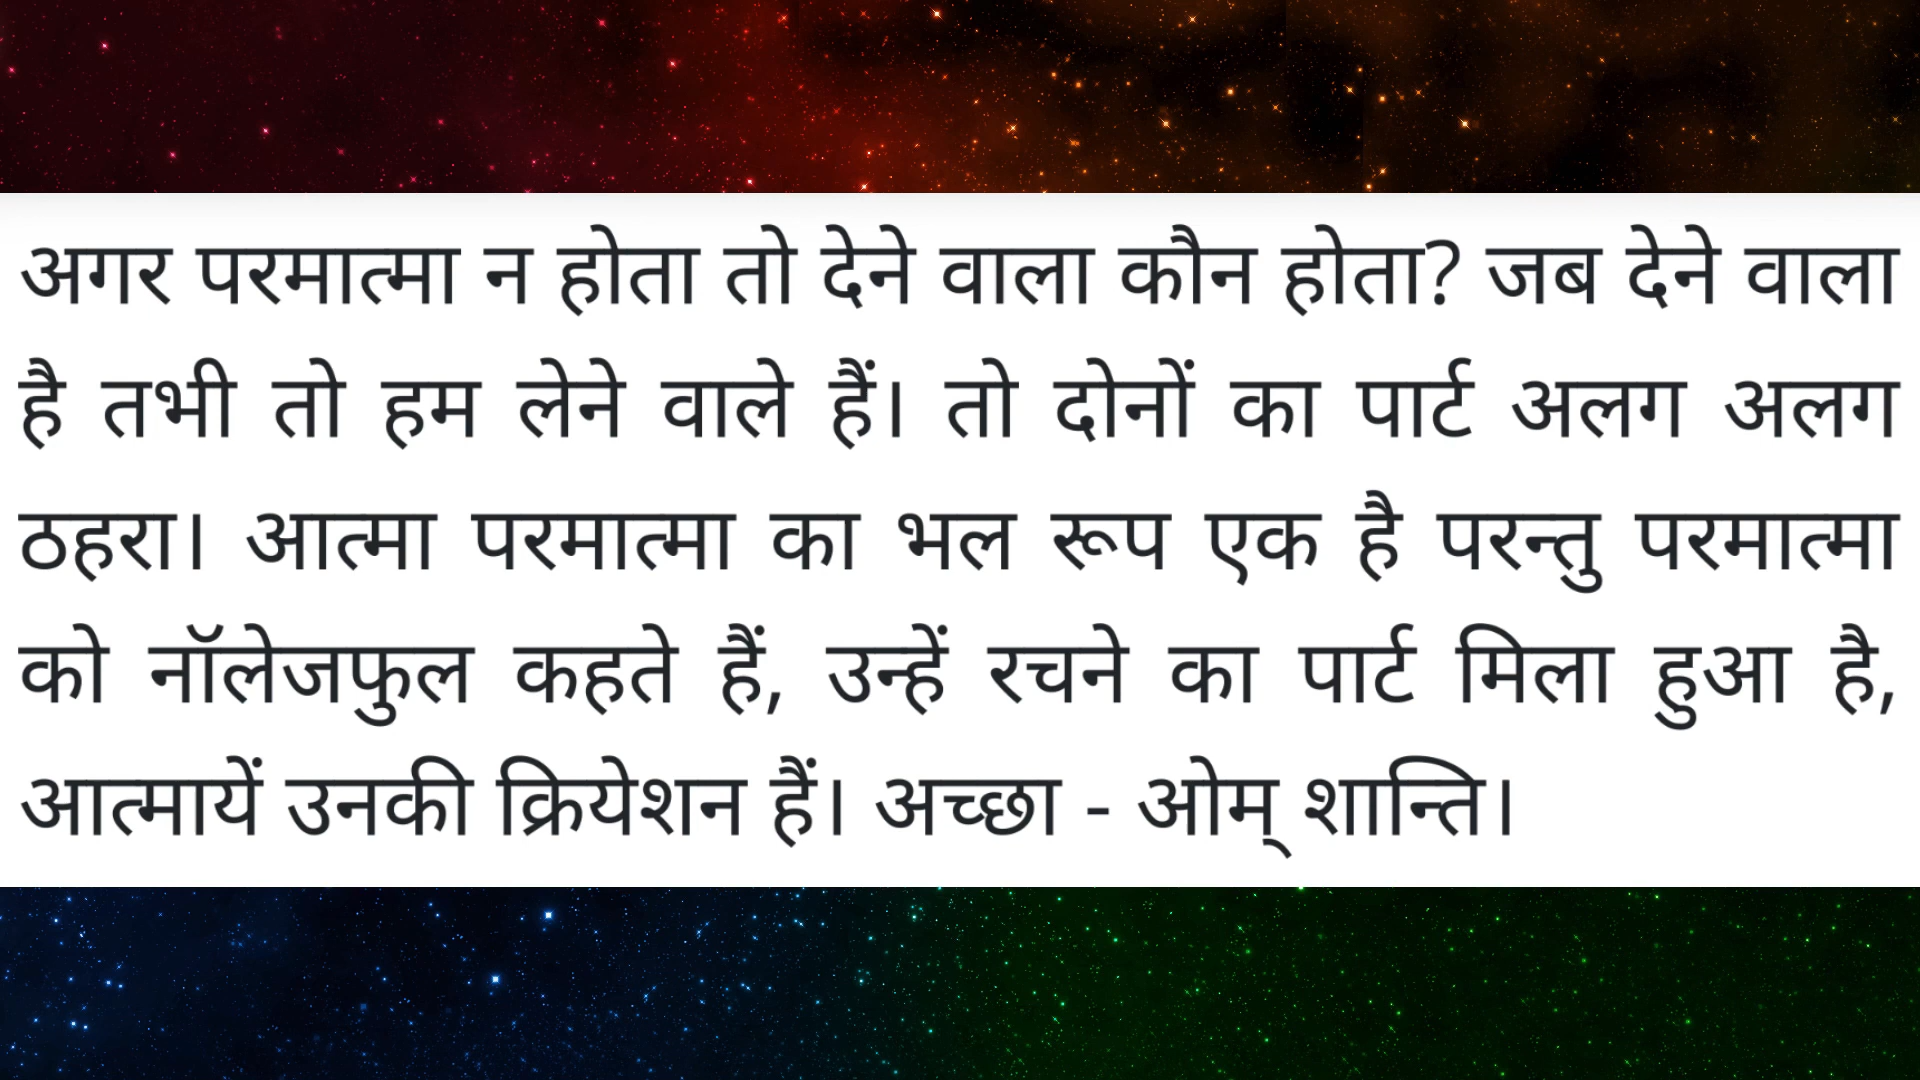 अगर परमात्मा न होता तो देने वाला कौन होता? जब देने वाला
है तभी तो हम लेने वाले हैं। तो दोनों का पार्ट अलग अलग
ठहरा। आत्मा परमात्मा का भल रूप एक है परन्तु परमात्मा
को नॉलेजफुल कहते हैं, उन्हें रचने का पार्ट मिला हुआ है,
आत्मायें उनकी क्रियेशन हैं। अच्छा - ओम् शान्ति।